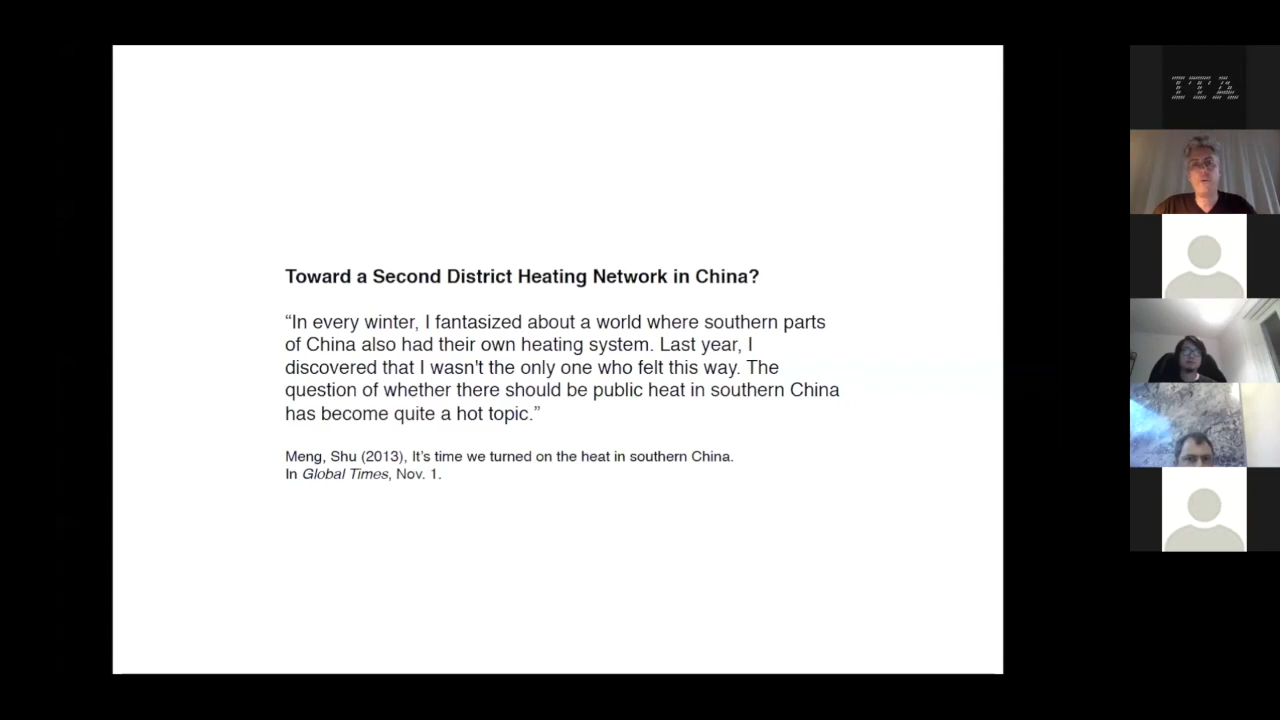 Toward a Second District Heating Network in China?
“In every winter, I fantasized about a world where southern parts
of China also had their own heating system. Last year, I
discovered that I wasn't the only one who felt this way. The
question of whether there should be public heat in southern China
has become quite a hot topic.”
Meng, Shu (2013), It’s time we turned on the heat in southern China.
In Global Times, Nov. 1.
ITA